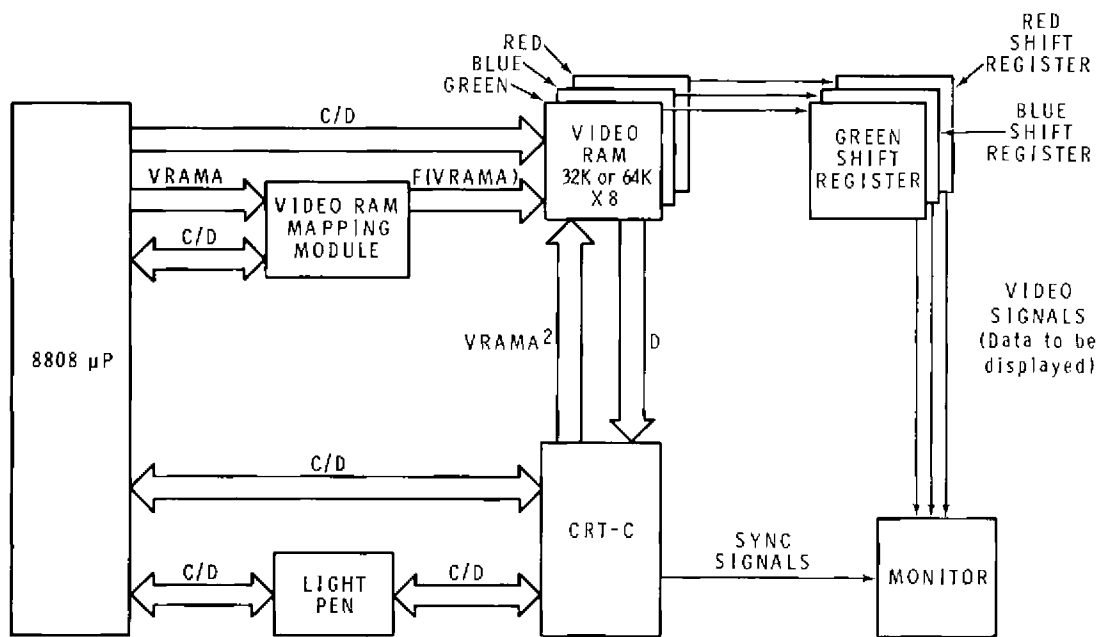 RED
BLUE
GREEN
RED
SHIFT
REGISTER
BLUE
SHIFT
REGISTER
C/D
VIDEO
RAM
32K or 64K
X 8
GREEN
SHIFT
REGISTER
VRAMA
F(VRAMA)
VIDEO RAM
MAPPING
MODULE
C/D
8808 µP
VRAMA²
D
VIDEO
SIGNALS
(Data to be
displayed)
C/D
CRT-C
SYNC
SIGNALS
MONITOR
C/D
LIGHT
PEN
C/D